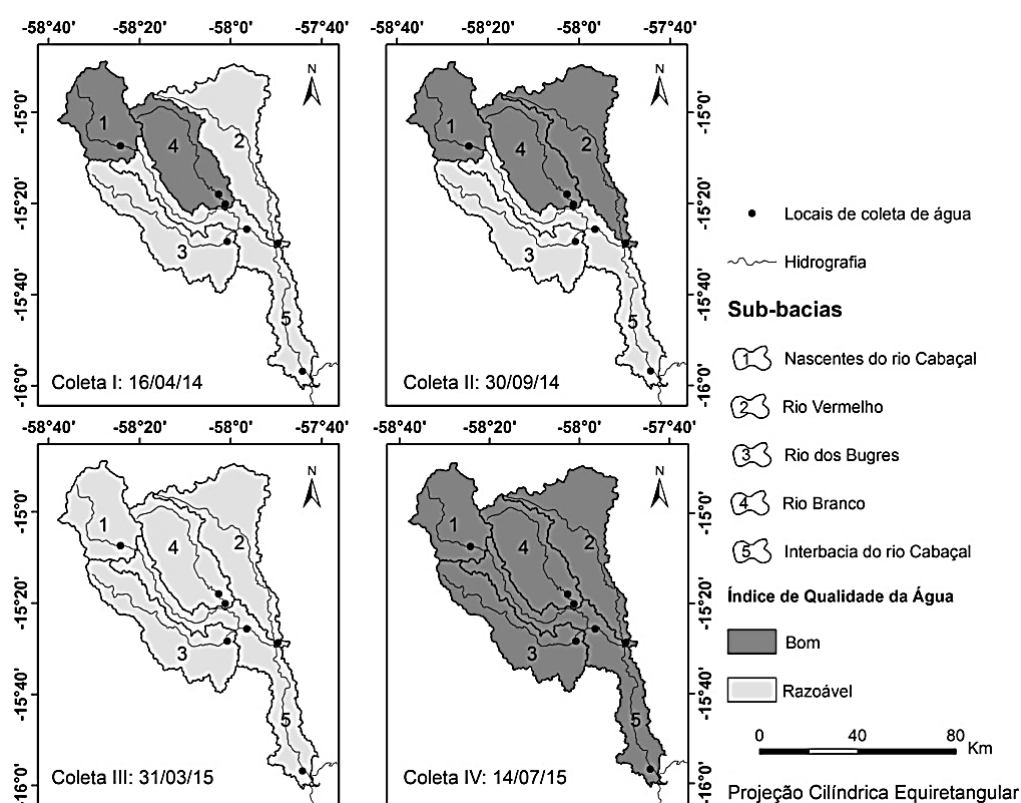 -58°40' -58°20' -58°0' -57°40'
-15°0' -15°20' -15°40' -16°0'
N
1
4
2
3
5
Coleta I: 16/04/14
-58°40' -58°20' -58°0' -57°40'
-15°0' -15°20' -15°40' -16°0'
N
1
4
2
3
5
Coleta II: 30/09/14
-58°40' -58°20' -58°0' -57°40'
-15°0' -15°20' -15°40' -16°0'
N
1
4
2
3
5
Coleta III: 31/03/15
-58°40' -58°20' -58°0' -57°40'
-15°0' -15°20' -15°40' -16°0'
N
1
4
2
3
5
Coleta IV: 14/07/15
Locais de coleta de água
Hidrografia
Sub-bacias
1 Nascentes do rio Cabaçal
2 Rio Vermelho
3 Rio dos Bugres
4 Rio Branco
5 Interbacia do rio Cabaçal
Índice de Qualidade da Água
Bom
Razoável
0 40 80
Km
Projeção Cilíndrica Equiretangular